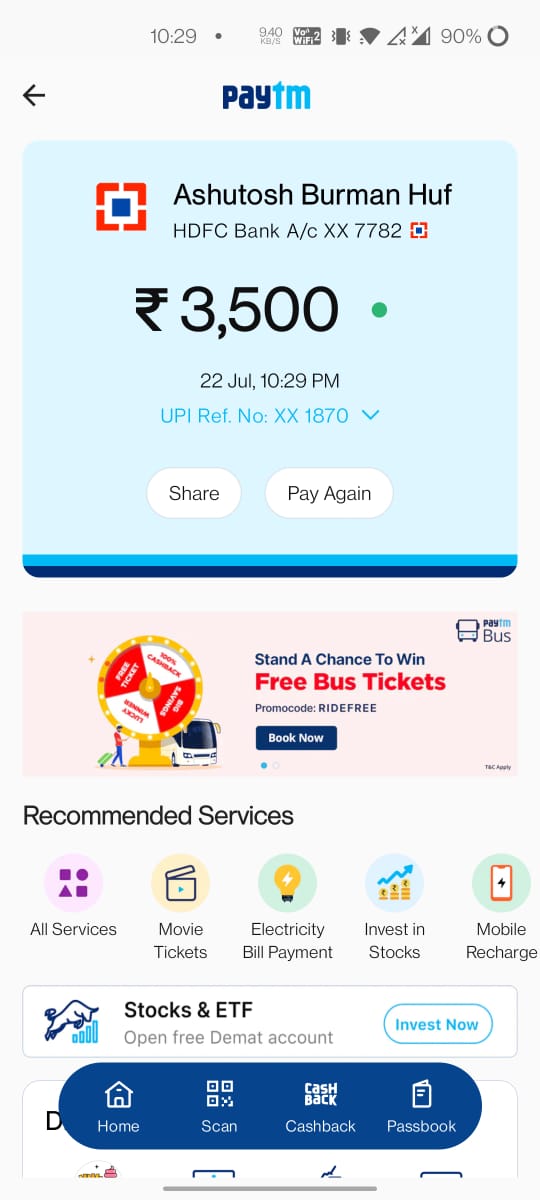 10:29 • 9.40 KB/S Vo WiFi 2 90%
paytm
Ashutosh Burman Huf
HDFC Bank A/c XX 7782
₹ 3,500
22 Jul, 10:29 PM
UPI Ref. No: XX 1870
Share Pay Again
paytm
Bus
Stand A Chance To Win
Free Bus Tickets
Promocode: RIDEFREE
Book Now
T&C Apply
FREE TICKET
100% CASHBACK
BIG SAVINGS
LUCKY WINNER
Recommended Services
All Services
Movie Tickets
Electricity Bill Payment
Invest in Stocks
Mobile Recharge
Stocks & ETF
Open free Demat account
Invest Now
D
CASH BACK
Home Scan Cashback Passbook